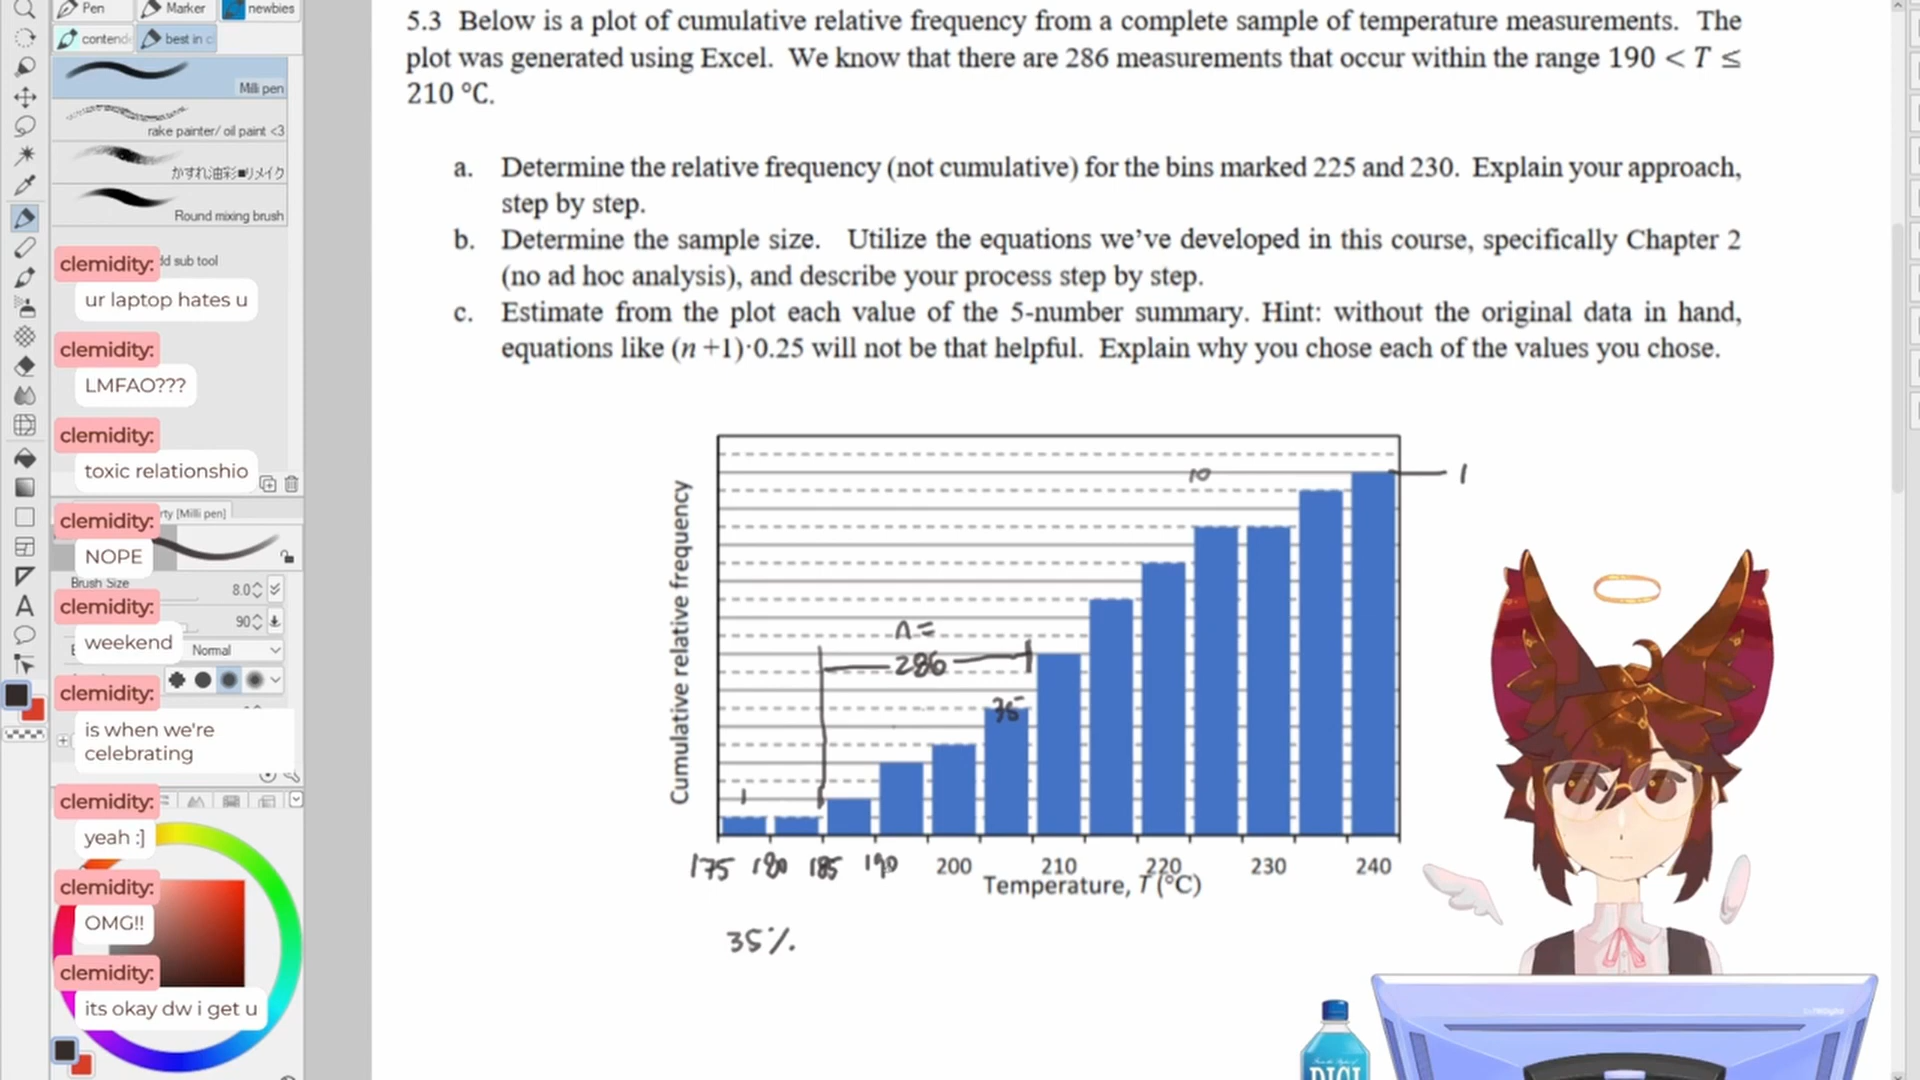 Pen
Marker
newbies
contend
best in c
Milli pen
rake painter/ oil paint <3
かすれ油彩■リメイク
Round mixing brush
dd sub tool
clemidity:
ur laptop hates u
clemidity:
LMFAO???
clemidity:
toxic relationshio
rty [Milli pen]
clemidity:
NOPE
Brush Size
8.0
clemidity:
90
weekend
Normal
clemidity:
is when we're
celebrating
clemidity:
yeah :]
clemidity:
OMG!!
clemidity:
its okay dw i get u
5.3 Below is a plot of cumulative relative frequency from a complete sample of temperature measurements. The
plot was generated using Excel. We know that there are 286 measurements that occur within the range 190 < T ≤
210 °C.
a. Determine the relative frequency (not cumulative) for the bins marked 225 and 230. Explain your approach,
step by step.
b. Determine the sample size. Utilize the equations we've developed in this course, specifically Chapter 2
(no ad hoc analysis), and describe your process step by step.
c. Estimate from the plot each value of the 5-number summary. Hint: without the original data in hand,
equations like (n +1)·0.25 will not be that helpful. Explain why you chose each of the values you chose.
Cumulative relative frequency
10
1
n =
286
35
1
175 180 185 190 200 210 220 230 240
Temperature, T (°C)
35%
DIGI